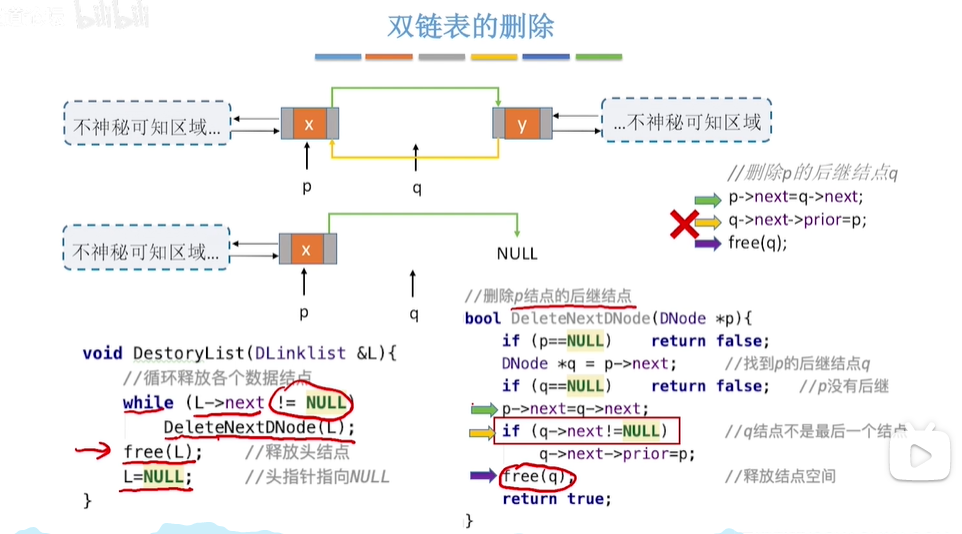 bilibili
双链表的删除
不神秘可知区域...
x
y
...不神秘可知区域
p
q
//删除p的后继结点q
p->next=q->next;
q->next->prior=p;
free(q);
不神秘可知区域...
x
NULL
p
q
//删除p结点的后继结点
bool DeleteNextDNode(DNode *p){
if (p==NULL) return false;
DNode *q = p->next; //找到p的后继结点q
if (q==NULL) return false; //p没有后继
p->next=q->next;
if (q->next!=NULL) //q结点不是最后一个结点
q->next->prior=p;
free(q); //释放结点空间
return true;
}
void DestoryList(DLinklist &L){
//循环释放各个数据结点
while (L->next != NULL)
DeleteNextDNode(L);
free(L); //释放头结点
L=NULL; //头指针指向NULL
}